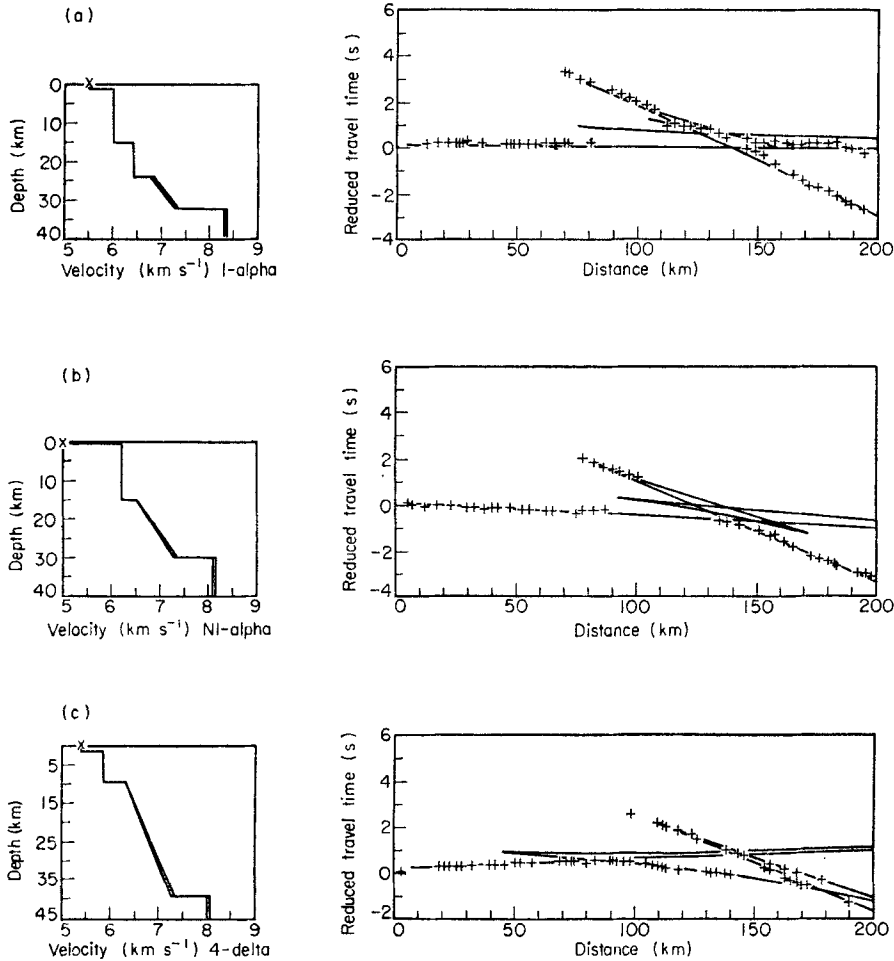 (a)
0
10
20
30
40
Depth (km)
X
5 6 7 8 9
Velocity (km s⁻¹) 1-alpha
6
4
2
0
-2
-4
Reduced travel time (s)
0 50 100 150 200
Distance (km)
(b)
0
10
20
30
40
Depth (km)
X
5 6 7 8 9
Velocity (km s⁻¹) N1-alpha
6
4
2
0
-2
-4
Reduced travel time (s)
0 50 100 150 200
Distance (km)
(c)
5
15
25
35
45
Depth (km)
X
5 6 7 8 9
Velocity (km s⁻¹) 4-delta
6
4
2
0
-2
Reduced travel time (s)
0 50 100 150 200
Distance (km)